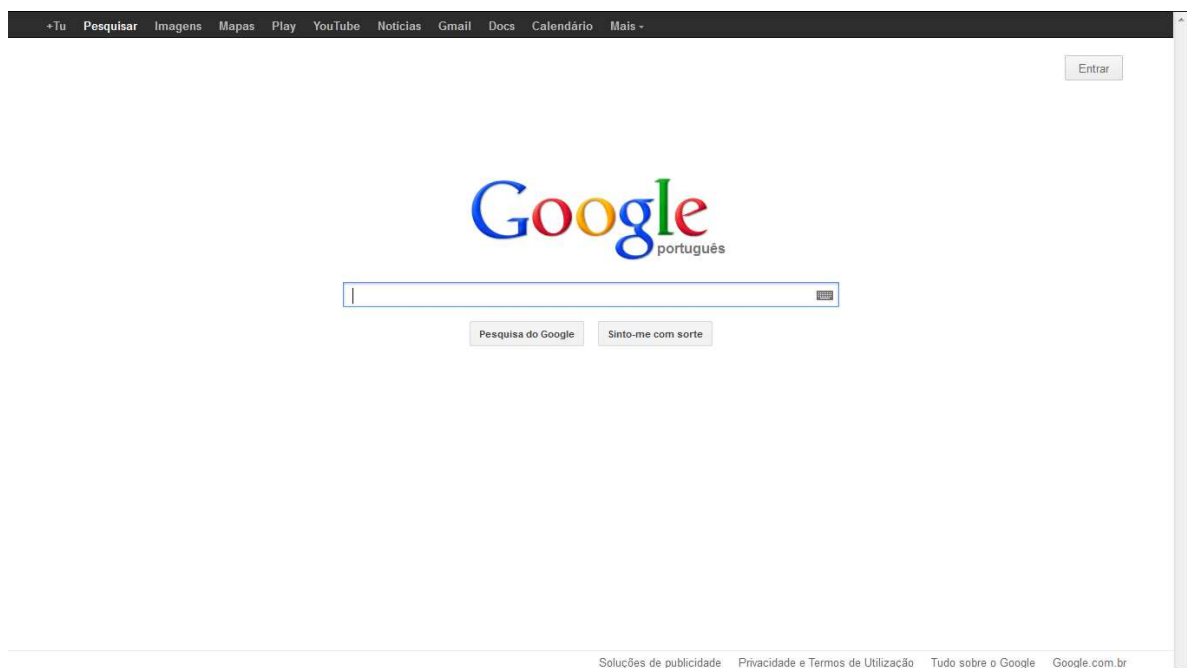 +Tu Pesquisar Imagens Mapas Play YouTube Notícias Gmail Docs Calendário Mais
Entrar
Google
português
Pesquisa do Google Sinto-me com sorte
Soluções de publicidade Privacidade e Termos de Utilização Tudo sobre o Google Google.com.br